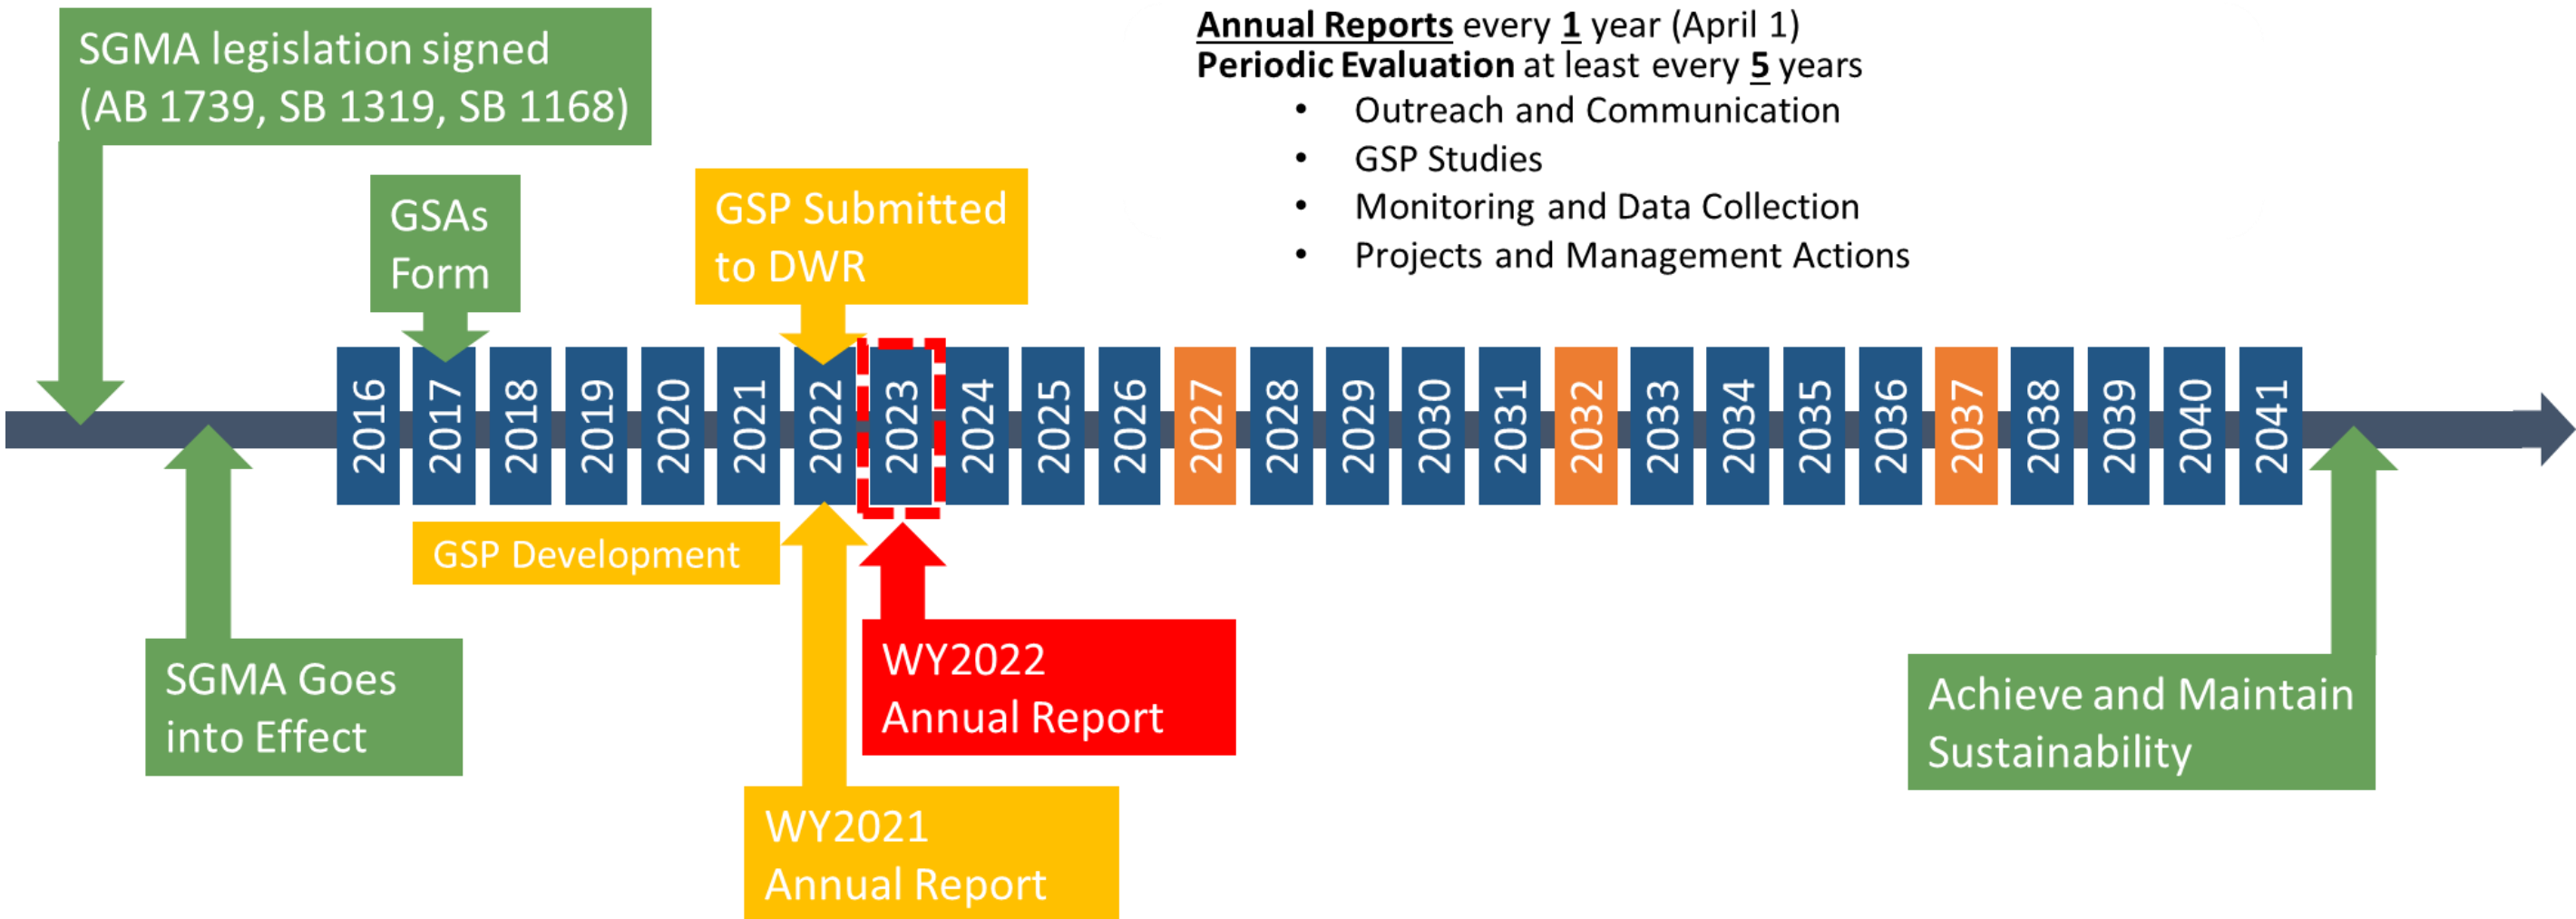 SGMA legislation signed
(AB 1739, SB 1319, SB 1168)
Annual Reports every 1 year (April 1)
Periodic Evaluation at least every 5 years
• Outreach and Communication
• GSP Studies
• Monitoring and Data Collection
• Projects and Management Actions
GSAs
Form
GSP Submitted
to DWR
2016
2017
2018
2019
2020
2021
2022
2023
2024
2025
2026
2027
2028
2029
2030
2031
2032
2033
2034
2035
2036
2037
2038
2039
2040
2041
GSP Development
SGMA Goes
into Effect
WY2022
Annual Report
WY2021
Annual Report
Achieve and Maintain
Sustainability